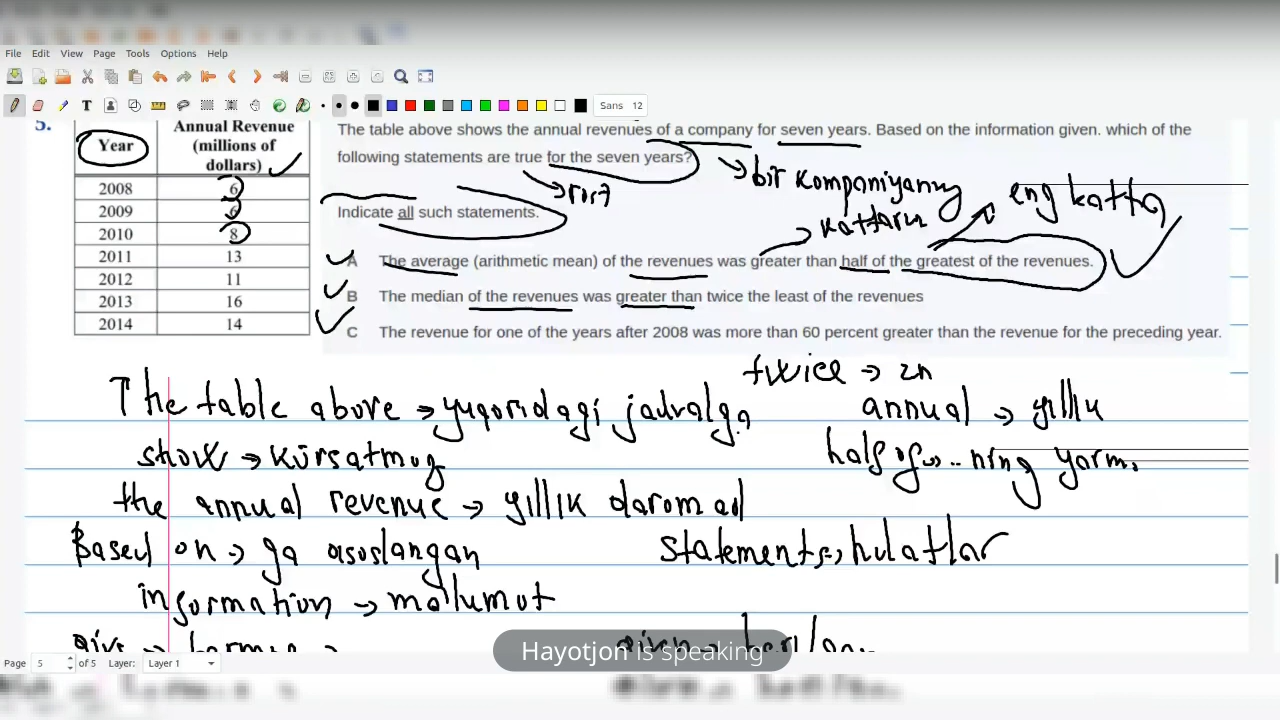 File Edit View Page Tools Options Help
Sans 12
5.
Year Annual Revenue (millions of dollars)
2008 6
2009 6
2010 8
2011 13
2012 11
2013 16
2014 14
The table above shows the annual revenues of a company for seven years. Based on the information given. which of the
following statements are true for the seven years?
bir kompaniyaning
eng katta
Indicate all such statements.
A The average (arithmetic mean) of the revenues was greater than half of the greatest of the revenues.
B The median of the revenues was greater than twice the least of the revenues
C The revenue for one of the years after 2008 was more than 60 percent greater than the revenue for the preceding year.
twice → 2x
The table above → yuqoridagi jadvalga
annual → yillik
show → kürsatmoq
half of ... ning yarmi
the annual revenue → yillik daromad
Based on → ga asoslangan
statements → holatlar
information → malumot
given → berilgan
Hayotjon is speaking
Page 5 of 5 Layer: Layer 1